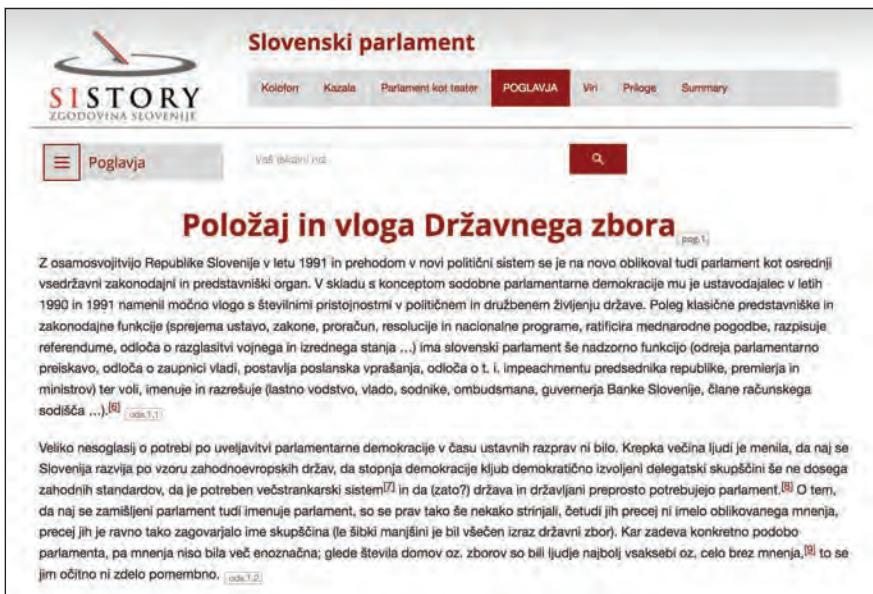 Slovenski parlament
SISTORY
ZGODOVINA SLOVENIJE
Kolofon Kazala Parlament kot teater POGLAVJA Viri Priloge Summary
Poglavja
Vaš iskalni niz
Položaj in vloga Državnega zbora pog.1
Z osamosvojitvijo Republike Slovenije v letu 1991 in prehodom v novi politični sistem se je na novo oblikoval tudi parlament kot osrednji
vsedržavni zakonodajni in predstavniški organ. V skladu s konceptom sodobne parlamentarne demokracije mu je ustavodajalec v letih
1990 in 1991 namenil močno vlogo s številnimi pristojnostmi v političnem in družbenem življenju države. Poleg klasične predstavniške in
zakonodajne funkcije (sprejema ustavo, zakone, proračun, resolucije in nacionalne programe, ratificira mednarodne pogodbe, razpisuje
referendume, odloča o razglasitvi vojnega in izrednega stanja ...) ima slovenski parlament še nadzorno funkcijo (odreja parlamentarno
preiskavo, odloča o zaupnici vladi, postavlja poslanska vprašanja, odloča o t. i. impeachmentu predsednika republike, premierja in
ministrov) ter voli, imenuje in razrešuje (lastno vodstvo, vlado, sodnike, ombudsmana, guvernerja Banke Slovenije, člane računskega
sodišča ...).[6] ods.1.1
Veliko nesoglasij o potrebi po uveljavitvi parlamentarne demokracije v času ustavnih razprav ni bilo. Krepka večina ljudi je menila, da naj se
Slovenija razvija po vzoru zahodnoevropskih držav, da stopnja demokracije kljub demokratično izvoljeni delegatski skupščini še ne dosega
zahodnih standardov, da je potreben večstrankarski sistem[7] in da (zato?) država in državljani preprosto potrebujejo parlament.[8] O tem,
da naj se zamišljeni parlament tudi imenuje parlament, so se prav tako še nekako strinjali, četudi jih precej ni imelo oblikovanega mnenja,
precej jih je ravno tako zagovarjalo ime skupščina (le šibki manjšini je bil všečen izraz državni zbor). Kar zadeva konkretno podobo
parlamenta, pa mnenja niso bila več enoznačna; glede števila domov oz. zborov so bili ljudje najbolj vsaksebi oz. celo brez mnenja,[9] to se
jim očitno ni zdelo pomembno. ods.1.2